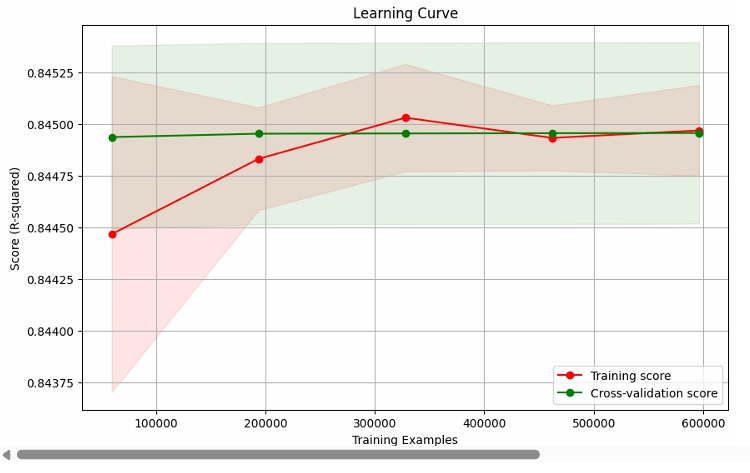 Learning Curve
Score (R-squared)
0.84525
0.84500
0.84475
0.84450
0.84425
0.84400
0.84375
Training score
Cross-validation score
100000 200000 300000 400000 500000 600000
Training Examples